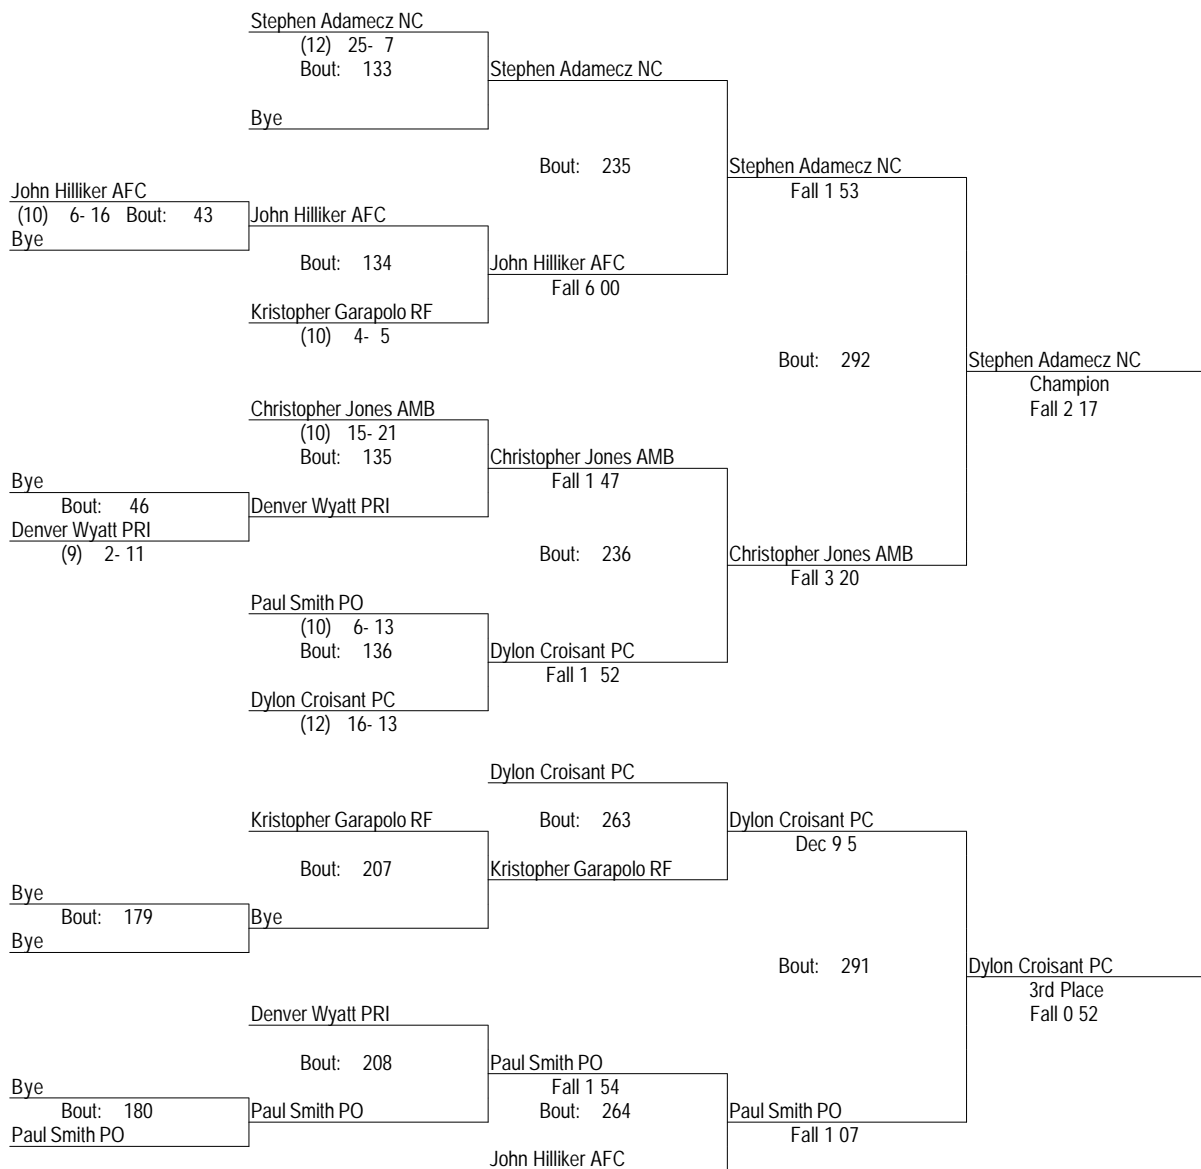 Stephen Adamecz NC
(12) 25- 7
Bout: 133
Stephen Adamecz NC
Bye
Bout: 235
Stephen Adamecz NC
Fall 1 53
John Hilliker AFC
(10) 6- 16 Bout: 43
John Hilliker AFC
Bye
Bout: 134
John Hilliker AFC
Fall 6 00
Kristopher Garapolo RF
(10) 4- 5
Bout: 292
Stephen Adamecz NC
Champion
Fall 2 17
Christopher Jones AMB
(10) 15- 21
Bout: 135
Christopher Jones AMB
Fall 1 47
Bye
Bout: 46
Denver Wyatt PRI
Denver Wyatt PRI
(9) 2- 11
Bout: 236
Christopher Jones AMB
Fall 3 20
Paul Smith PO
(10) 6- 13
Bout: 136
Dylon Croisant PC
Fall 1 52
Dylon Croisant PC
(12) 16- 13
Dylon Croisant PC
Kristopher Garapolo RF
Bout: 263
Dylon Croisant PC
Dec 9 5
Bout: 207
Kristopher Garapolo RF
Bye
Bout: 179
Bye
Bye
Bout: 291
Dylon Croisant PC
3rd Place
Fall 0 52
Denver Wyatt PRI
Bout: 208
Paul Smith PO
Fall 1 54
Bye
Bout: 180
Paul Smith PO
Bout: 264
Paul Smith PO
Fall 1 07
Paul Smith PO
John Hilliker AFC